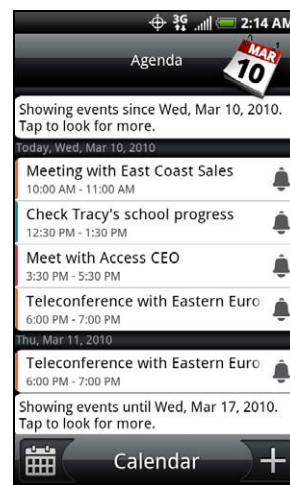 3G 2:14 AM
Agenda
MAR
10
Showing events since Wed, Mar 10, 2010.
Tap to look for more.
Today, Wed, Mar 10, 2010
Meeting with East Coast Sales
10:00 AM - 11:00 AM
Check Tracy's school progress
12:30 PM - 1:30 PM
Meet with Access CEO
3:30 PM - 5:30 PM
Teleconference with Eastern Euro
6:00 PM - 7:00 PM
Thu, Mar 11, 2010
Teleconference with Eastern Euro
6:00 PM - 7:00 PM
Showing events until Wed, Mar 17, 2010.
Tap to look for more.
Calendar